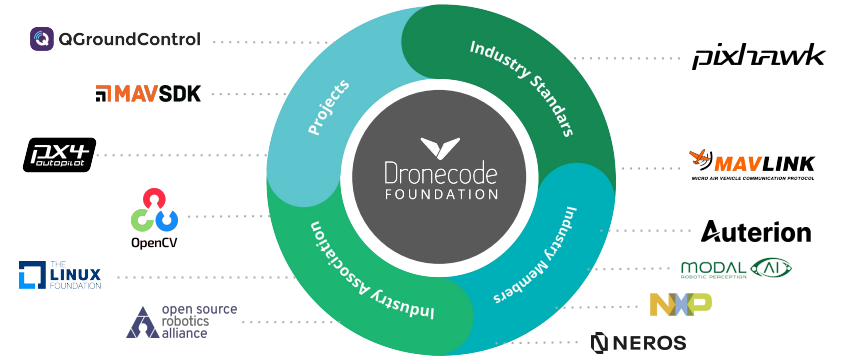 QGroundControl
MAVSDK
px4
autopilot
OpenCV
THE
LINUX
FOUNDATION
open source
robotics
alliance
Projects
Industry Standars
Industry Members
Industry Association
Dronecode
FOUNDATION
pixhawk
MAVLINK
MICRO AIR VEHICLE COMMUNICATION PROTOCOL
Auterion
MODAL AI
ROBOTIC PERCEPTION
NXP
NEROS